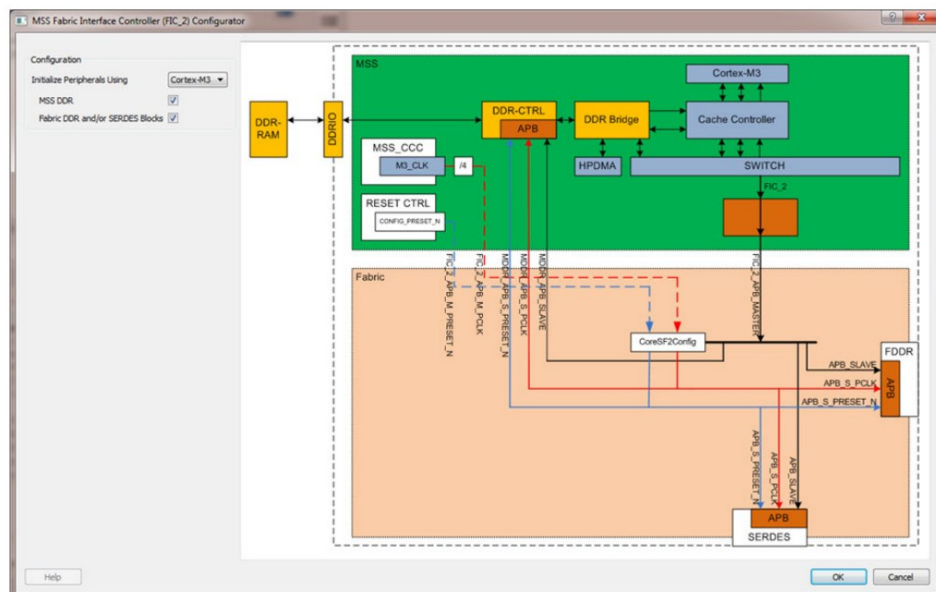 MSS Fabric Interface Controller (FIC_2) Configurator
Configuration
Initialize Peripherals Using
Cortex-M3
MSS DDR
Fabric DDR and/or SERDES Blocks
MSS
Cortex-M3
DDR-RAM
DDRIO
DDR-CTRL
APB
DDR Bridge
Cache Controller
MSS_CCC
M3_CLK
/4
HPDMA
SWITCH
FIC_2
RESET CTRL
CONFIG_PRESET_N
FIC_2_APB_M_PRESET_N
FIC_2_APB_M_PCLK
MDDR_APB_S_PRESET_N
MDDR_APB_S_PCLK
MDDR_APB_SLAVE
FIC_2_APB_MASTER
Fabric
CoreSF2Config
FDDR
APB_SLAVE
APB_S_PCLK
APB_S_PRESET_N
APB
APB_S_PRESET_N
APB_S_PCLK
APB_SLAVE
APB
SERDES
Help
OK
Cancel